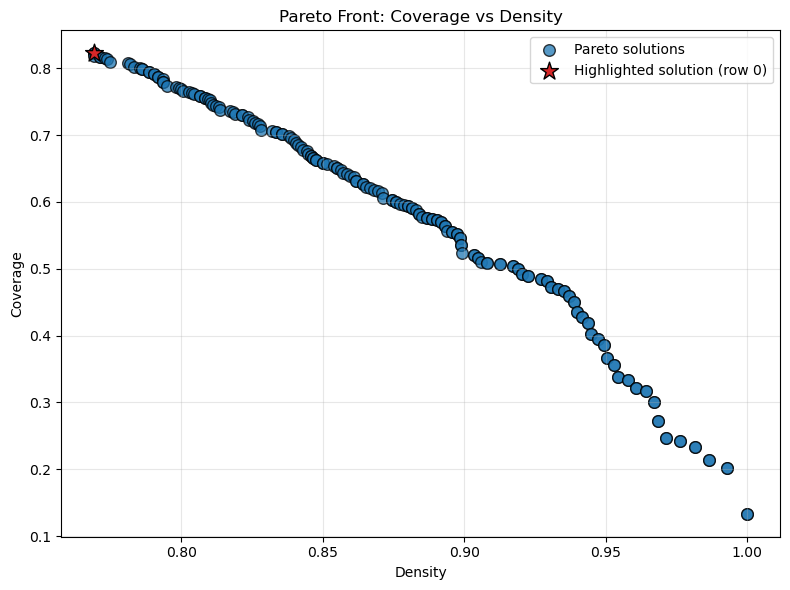 Pareto Front: Coverage vs Density
Pareto solutions
Highlighted solution (row 0)
Coverage
0.8
0.7
0.6
0.5
0.4
0.3
0.2
0.1
0.80
0.85
0.90
0.95
1.00
Density